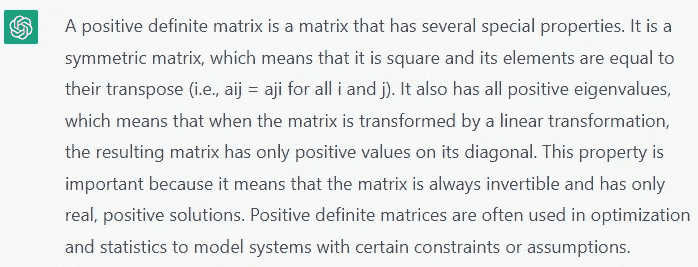 A positive definite matrix is a matrix that has several special properties. It is a
symmetric matrix, which means that it is square and its elements are equal to
their transpose (i.e., aij = aji for all i and j). It also has all positive eigenvalues,
which means that when the matrix is transformed by a linear transformation,
the resulting matrix has only positive values on its diagonal. This property is
important because it means that the matrix is always invertible and has only
real, positive solutions. Positive definite matrices are often used in optimization
and statistics to model systems with certain constraints or assumptions.